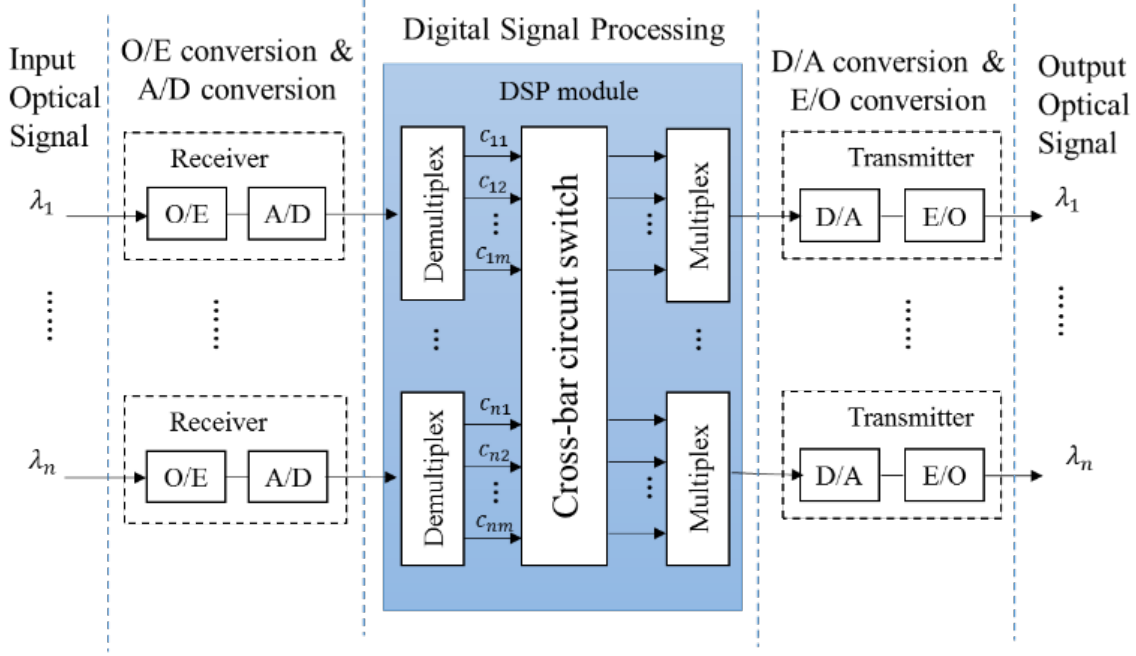 Digital Signal Processing
Input
Optical
Signal
O/E conversion &
A/D conversion
D/A conversion &
E/O conversion
Output
Optical
Signal
DSP module
Receiver
λ₁
O/E
A/D
Demultiplex
c₁₁
c₁₂
...
c₁ₘ
Cross-bar circuit switch
...
Multiplex
Transmitter
D/A
E/O
λ₁
......
......
...
...
......
......
Receiver
λₙ
O/E
A/D
Demultiplex
cₙ₁
cₙ₂
...
cₙₘ
...
Multiplex
Transmitter
D/A
E/O
λₙ